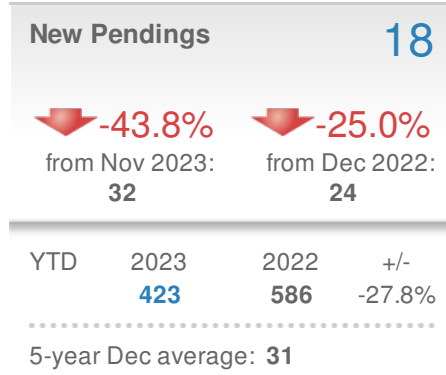 New Pendings 18
-43.8% -25.0%
from Nov 2023: from Dec 2022:
32 24
YTD 2023 2022 +/-
423 586 -27.8%
5-year Dec average: 31